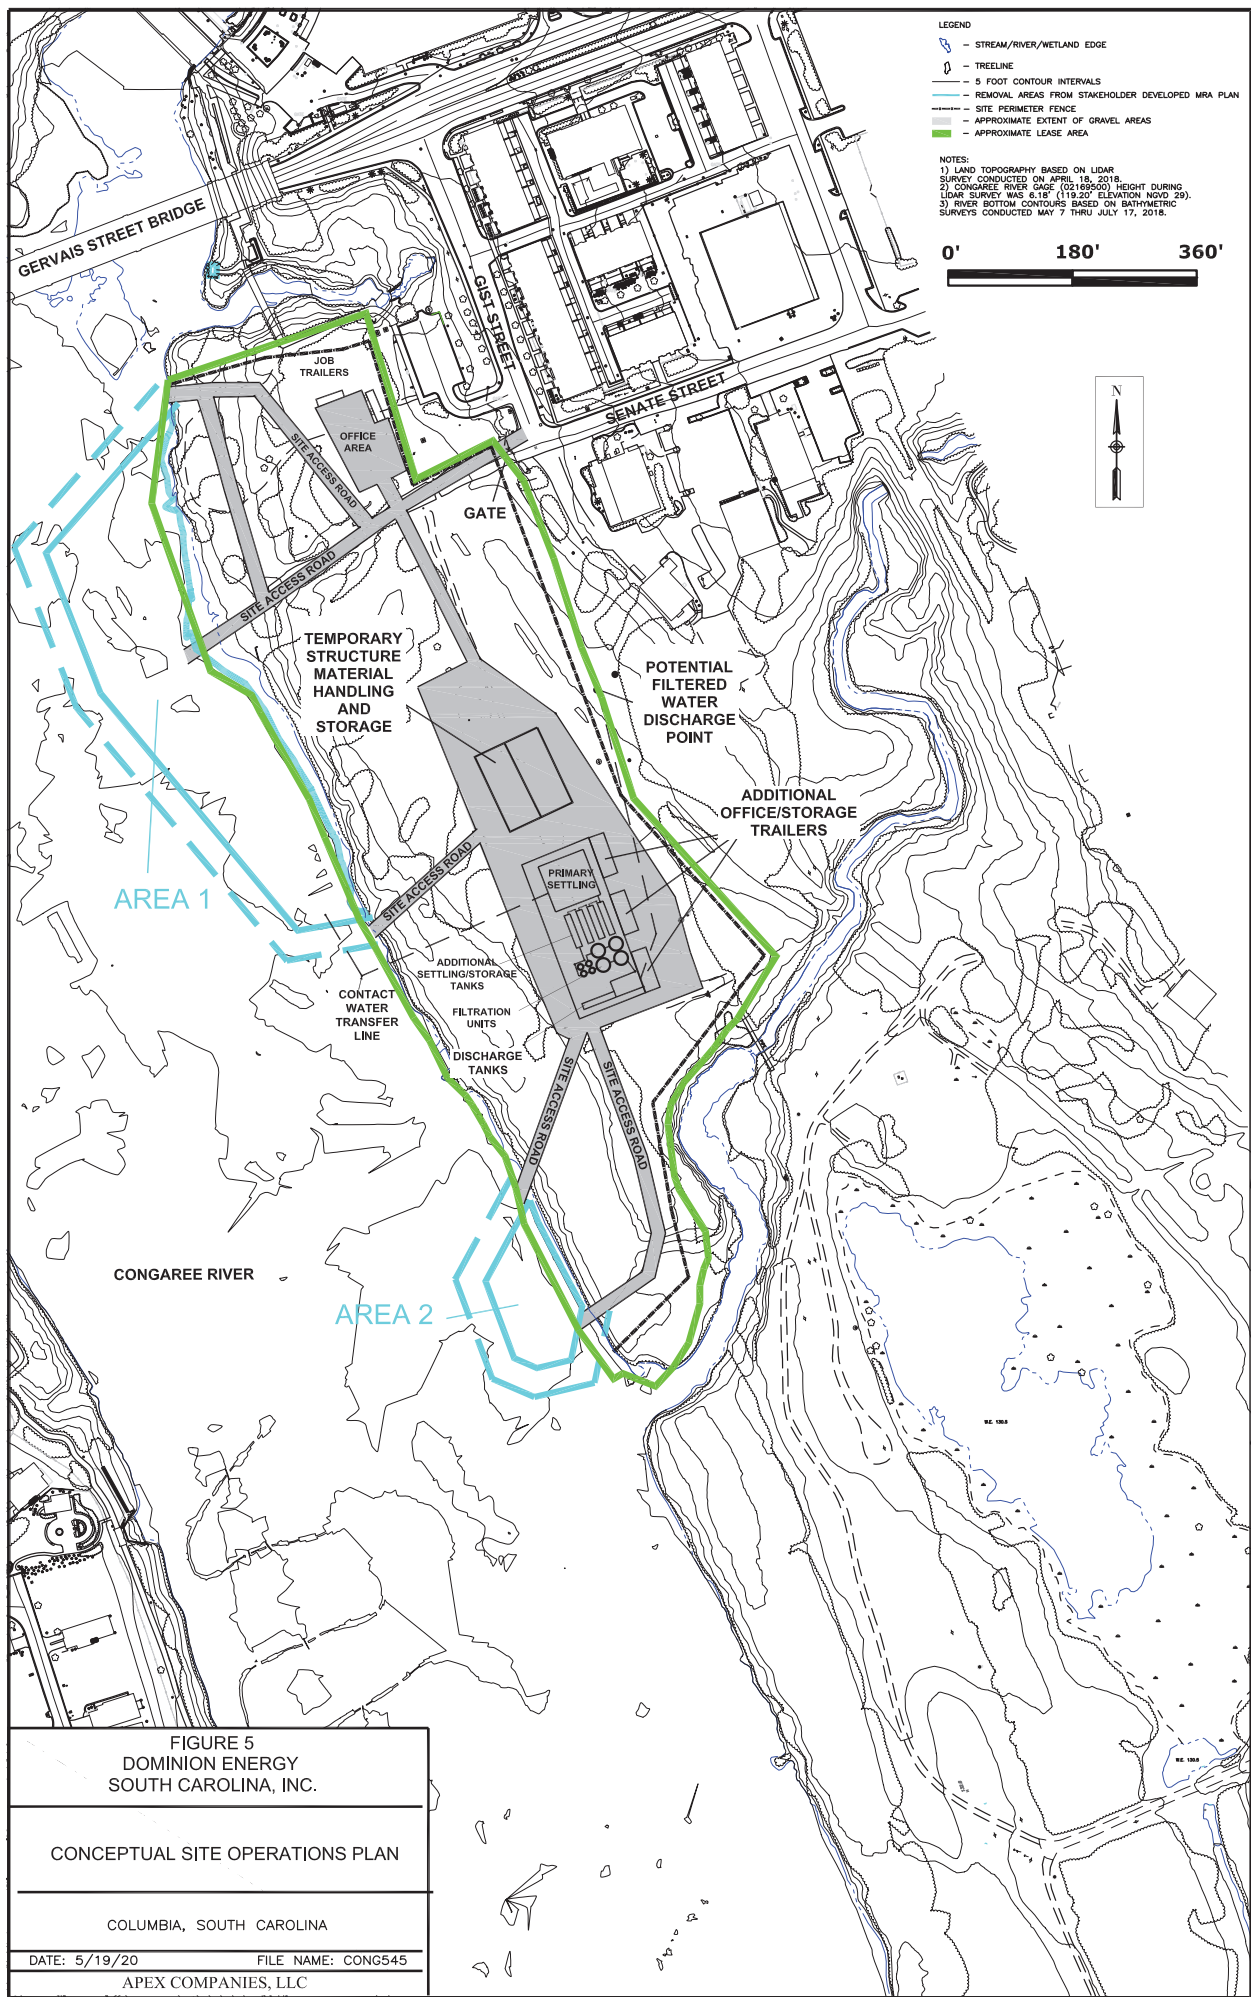 LEGEND
- STREAM/RIVER/WETLAND EDGE
- TREELINE
- 5 FOOT CONTOUR INTERVALS
- REMOVAL AREAS FROM STAKEHOLDER DEVELOPED MRA PLAN
- SITE PERIMETER FENCE
- APPROXIMATE EXTENT OF GRAVEL AREAS
- APPROXIMATE LEASE AREA
NOTES:
1) LAND TOPOGRAPHY BASED ON LIDAR
SURVEY CONDUCTED ON APRIL 18, 2018.
2) CONGAREE RIVER GAGE (02169500) HEIGHT DURING
LIDAR SURVEY WAS 6.18' (119.20' ELEVATION NGVD 29).
3) RIVER BOTTOM CONTOURS BASED ON BATHYMETRIC
SURVEYS CONDUCTED MAY 7 THRU JULY 17, 2018.
0' 180' 360'
N
GERVAIS STREET BRIDGE
GIST STREET
SENATE STREET
JOB
TRAILERS
OFFICE
AREA
SITE ACCESS ROAD
GATE
SITE ACCESS ROAD
TEMPORARY
STRUCTURE
MATERIAL
HANDLING
AND
STORAGE
POTENTIAL
FILTERED
WATER
DISCHARGE
POINT
ADDITIONAL
OFFICE/STORAGE
TRAILERS
AREA 1
SITE ACCESS ROAD
PRIMARY
SETTLING
ADDITIONAL
SETTLING/STORAGE
TANKS
CONTACT
WATER
TRANSFER
LINE
FILTRATION
UNITS
DISCHARGE
TANKS
SITE ACCESS ROAD
SITE ACCESS ROAD
CONGAREE RIVER
AREA 2
W.E. 130.5
FIGURE 5
DOMINION ENERGY
SOUTH CAROLINA, INC.
CONCEPTUAL SITE OPERATIONS PLAN
COLUMBIA, SOUTH CAROLINA
DATE: 5/19/20 FILE NAME: CONG545
APEX COMPANIES, LLC